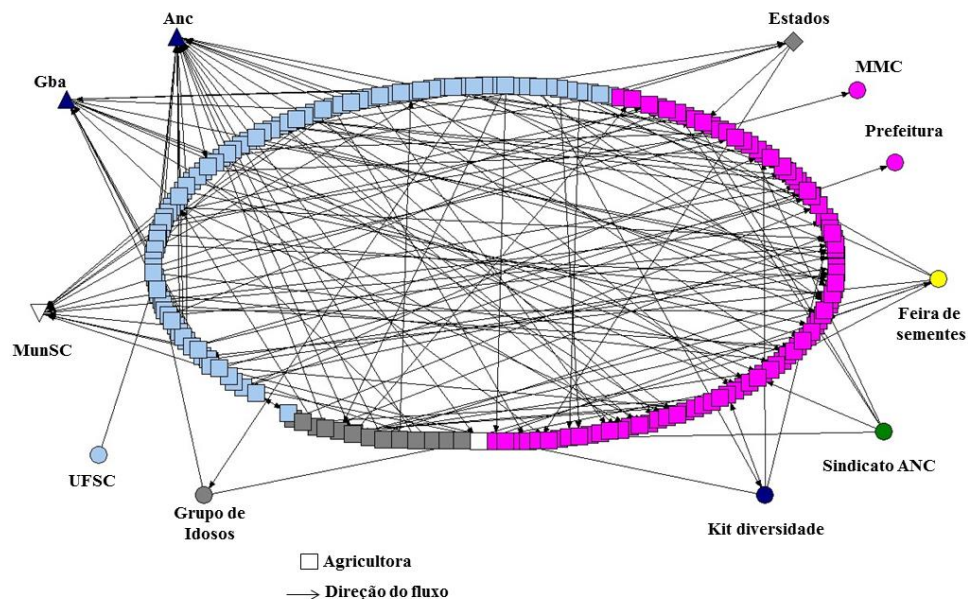 Anc
Estados
Gba
MMC
Prefeitura
Feira de
sementes
MunSC
Sindicato ANC
UFSC
Grupo de
Idosos
Kit diversidade
Agricultora
Direção do fluxo